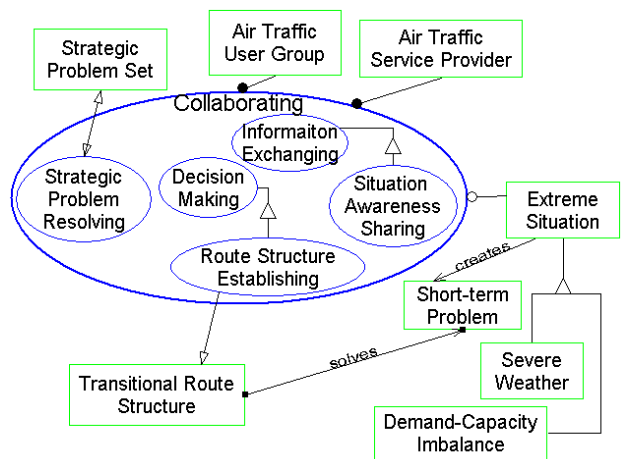 Strategic
Problem Set
Air Traffic
User Group
Air Traffic
Service Provider
Collaborating
Informaiton
Exchanging
Decision
Making
Strategic
Problem
Resolving
Situation
Awareness
Sharing
Extreme
Situation
Route Structure
Establishing
creates
Short-term
Problem
solves
Severe
Weather
Transitional Route
Structure
Demand-Capacity
Imbalance